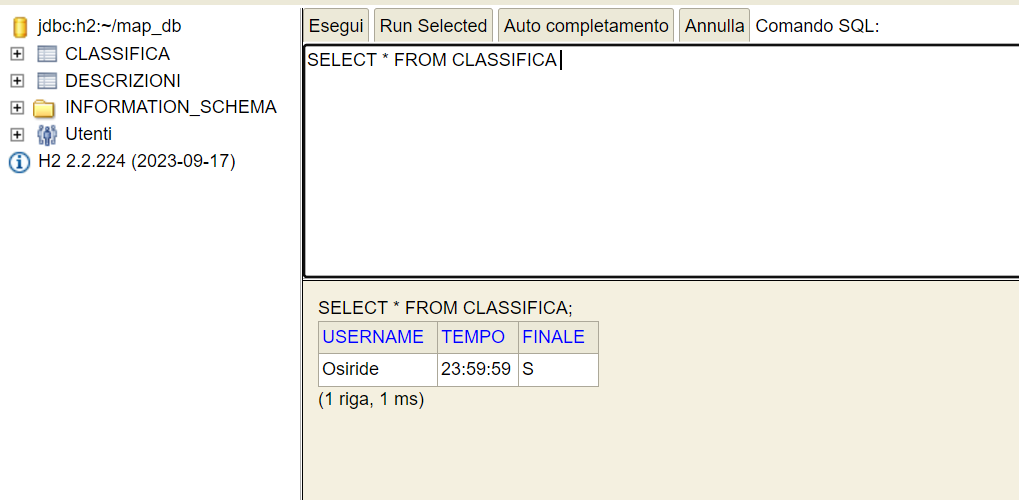 jdbc:h2:~/map_db
CLASSIFICA
DESCRIZIONI
INFORMATION_SCHEMA
Utenti
H2 2.2.224 (2023-09-17)
Esegui Run Selected Auto completamento Annulla Comando SQL:
SELECT * FROM CLASSIFICA
SELECT * FROM CLASSIFICA;
USERNAME TEMPO FINALE
Osiride 23:59:59 S
(1 riga, 1 ms)